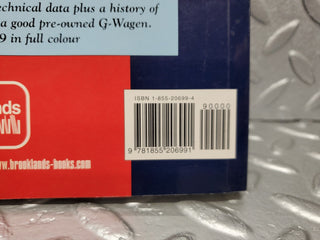 echnical data plus a history of
a good pre-owned G-Wagen.
9 in full colour
ISBN 1-855-20699-4
90000
9 781855 206991
nds
www.brooklands-books.com